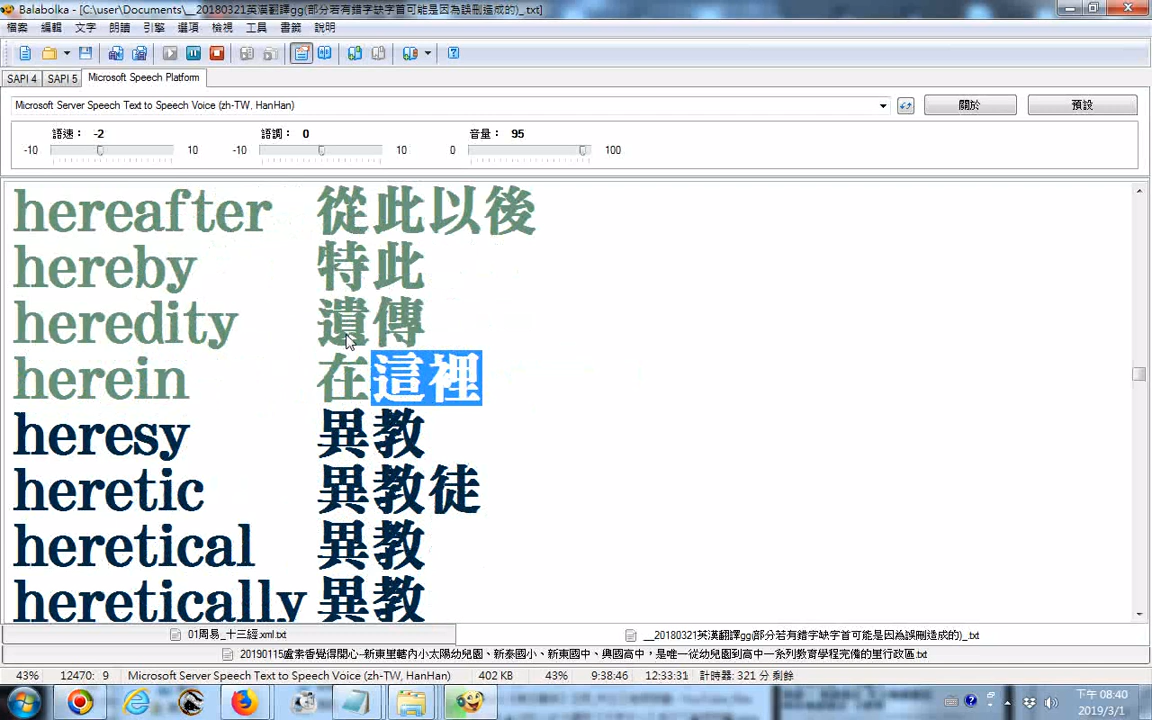 Balabolka - [C:\user\Documents\__20180321英漢翻譯gg(部分若有錯字缺字首可能是因為誤刪造成的)_.txt]
檔案 編輯 文字 朗讀 引擎 選項 檢視 工具 書籤 說明
SAPI 4 SAPI 5 Microsoft Speech Platform
Microsoft Server Speech Text to Speech Voice (zh-TW, HanHan) 關於 預設
語速： -2 語調： 0 音量： 95
-10 10 -10 10 0 100
hereafter 從此以後
hereby 特此
heredity 遺傳
herein 在這裡
heresy 異教
heretic 異教徒
heretical 異教
heretically 異教
01周易_十三經.xml.txt __20180321英漢翻譯gg(部分若有錯字缺字首可能是因為誤刪造成的)_.txt
20190115盧素香覺得開心─新東里轄內小太陽幼兒園、新泰國小、新東國中、興國高中，是唯一從幼兒園到高中一系列教育學程完備的里行政區.txt
43% 12470: 9 Microsoft Server Speech Text to Speech Voice (zh-TW, HanHan) 402 KB 43% 9:38:46 12:33:31 計時器: 321 分 剩餘
下午 08:40
2019/3/1